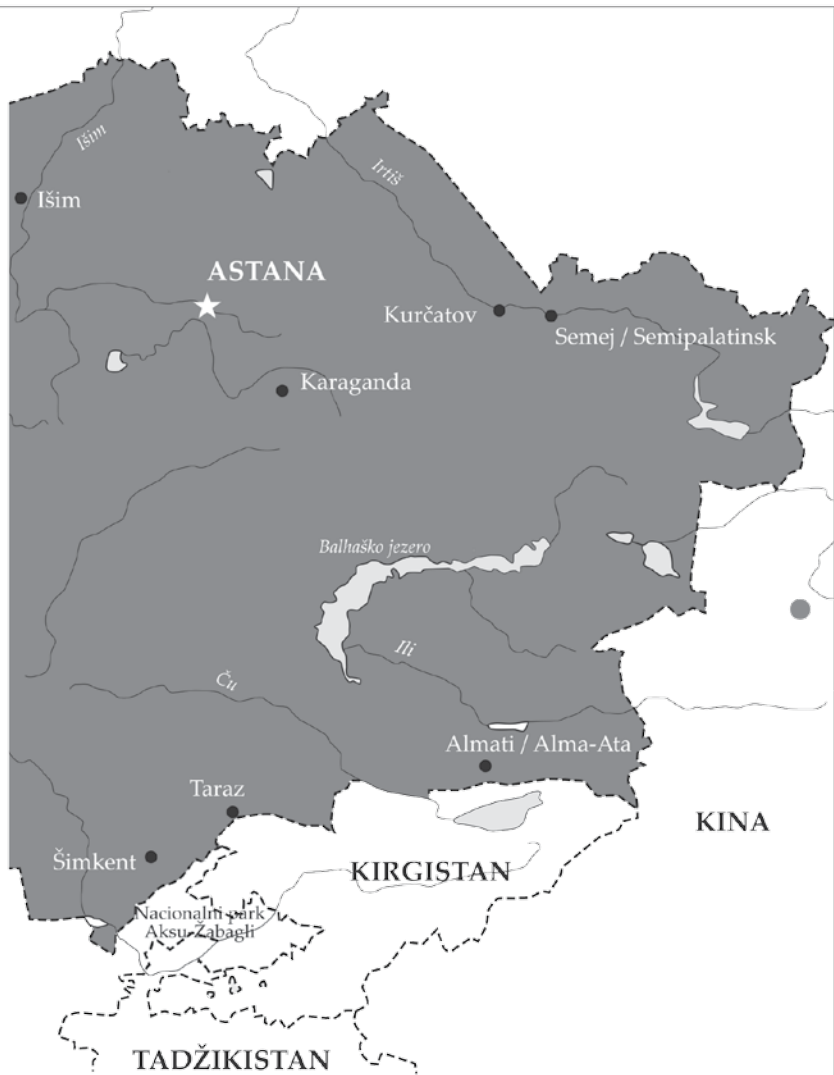 Išim
Irtiš
Išim
ASTANA
Kurčatov
Semej / Semipalatinsk
Karaganda
Balhaško jezero
Ili
Ču
Almati / Alma-Ata
Taraz
KINA
Šimkent
KIRGISTAN
Nacionalni park
Aksu-Žabagli
TADŽIKISTAN